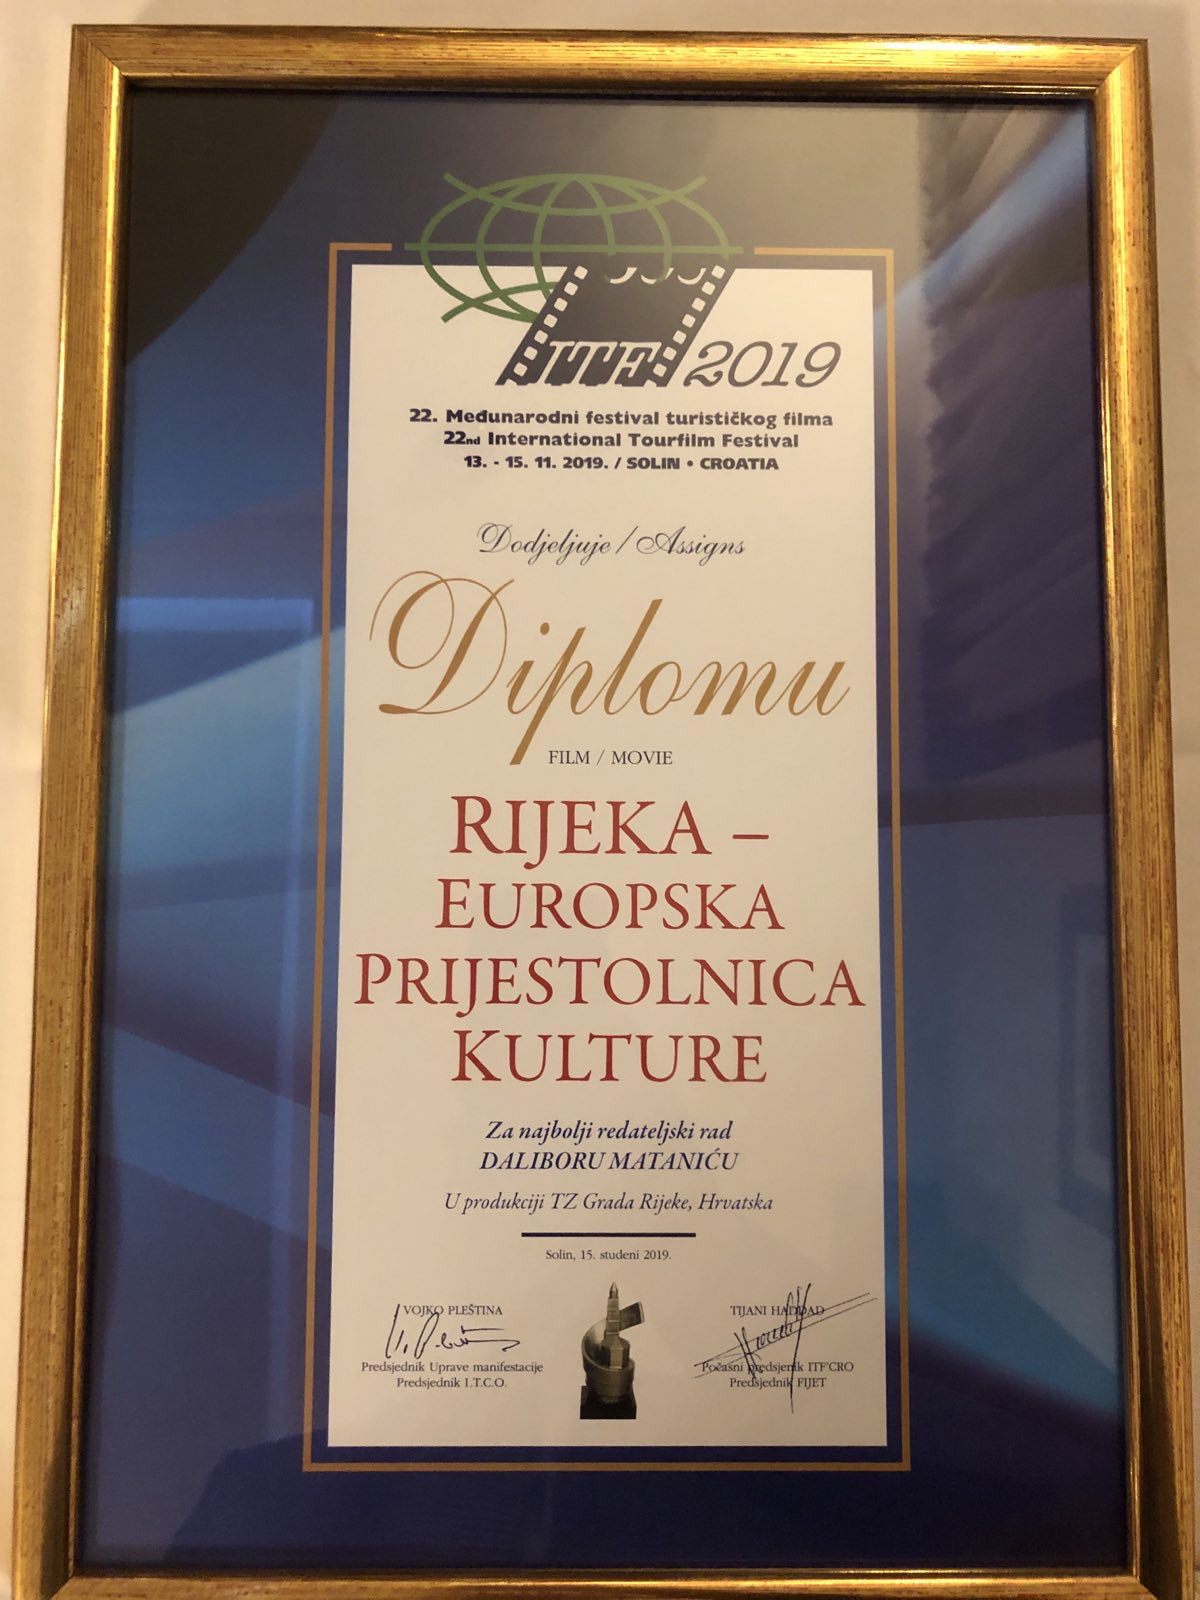 ITF 2019
22. Međunarodni festival turističkog filma
22nd International Tourfilm Festival
13. - 15. 11. 2019. / SOLIN • CROATIA
Dodjeljuje / Assigns
Diplomu
FILM / MOVIE
RIJEKA –
EUROPSKA
PRIJESTOLNICA
KULTURE
Za najbolji redateljski rad
DALIBORU MATANIĆU
U produkciji TZ Grada Rijeke, Hrvatska
Solin, 15. studeni 2019.
VOJKO PLEŠTINA
Predsjednik Uprave manifestacije
Predsjednik I.T.C.O.
TIJANI HADDAD
Počasni predsjenik ITF'CRO
Predsjednik FIJET